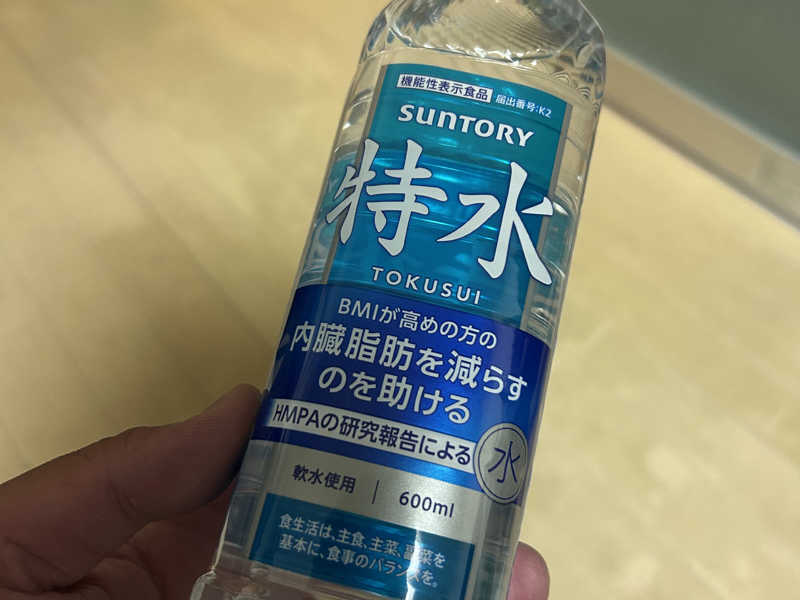 機能性表示食品 届出番号:K2
SUNTORY
特水
TOKUSUI
BMIが高めの方の
内臓脂肪を減らす
のを助ける
HMPAの研究報告による
水
軟水使用 | 600ml
食生活は、主食、主菜、副菜を
基本に、食事のバランスを。